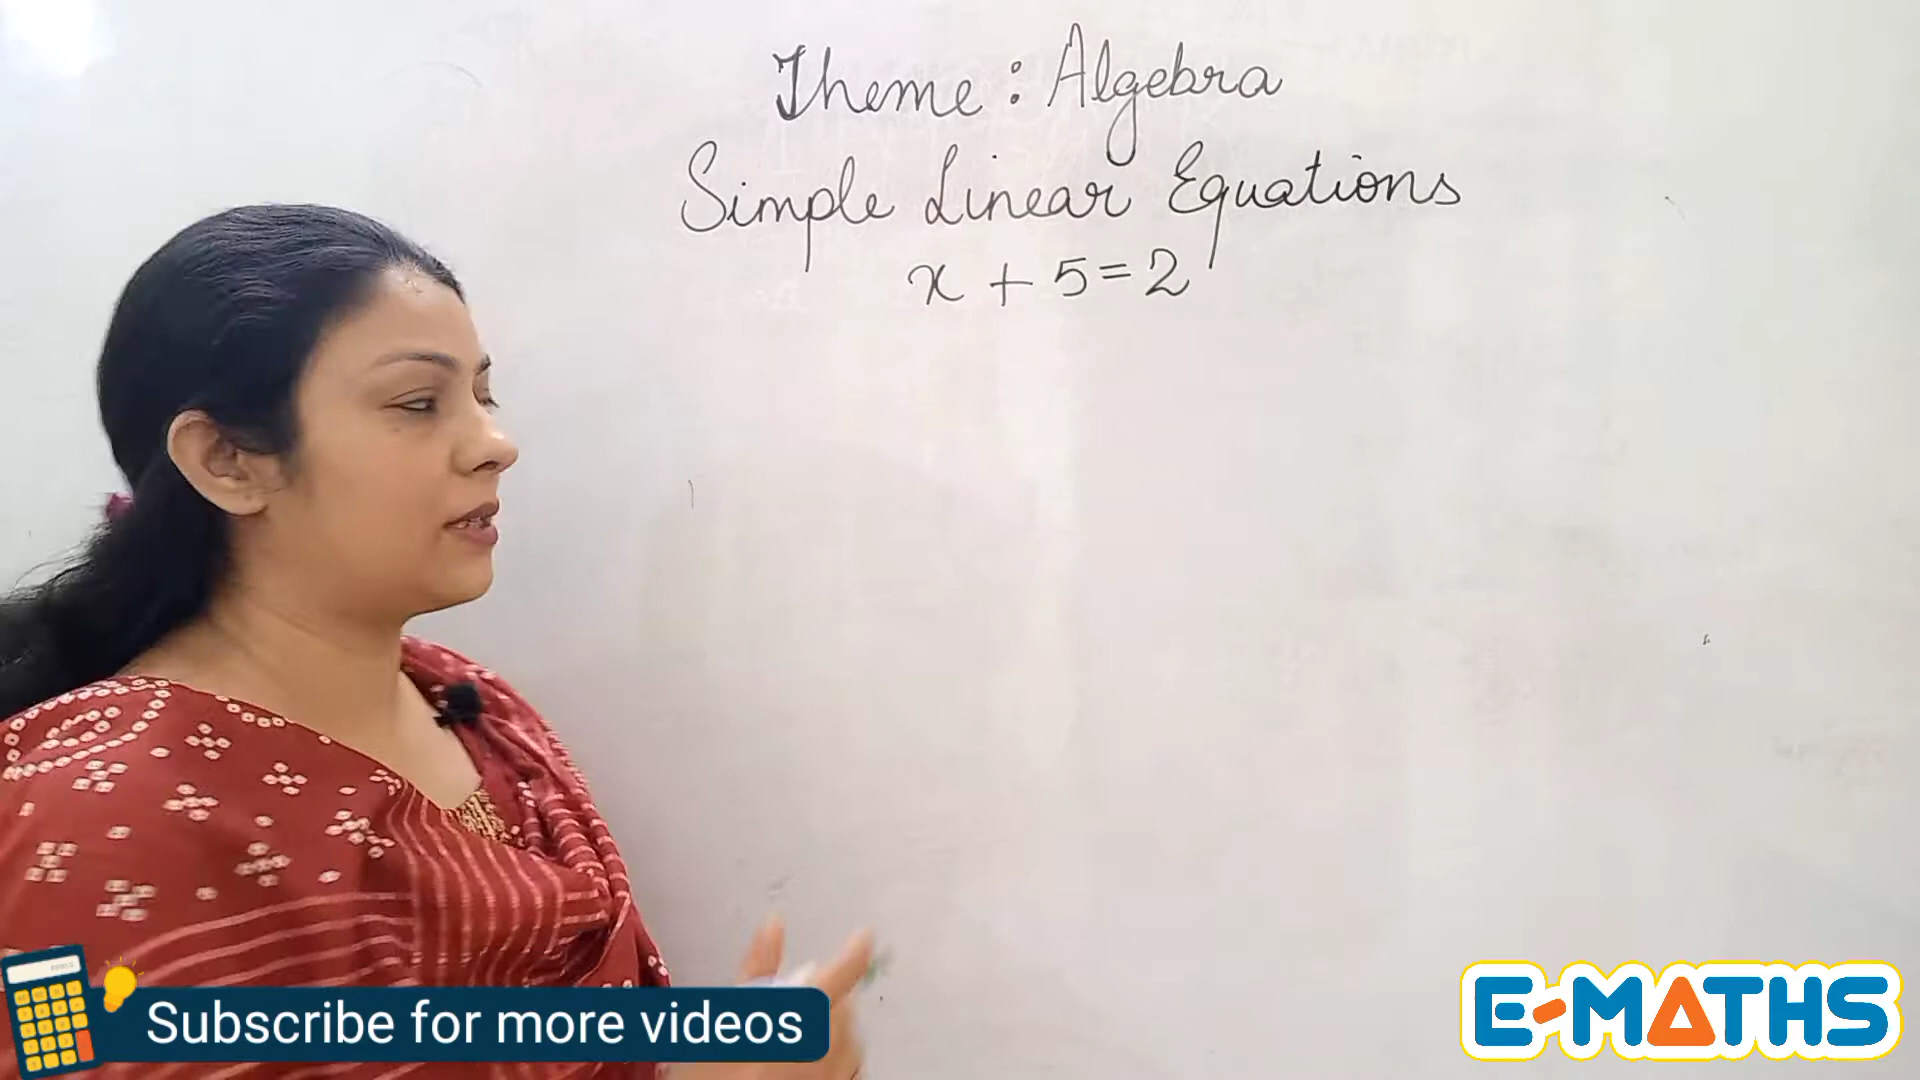 Theme: Algebra
Simple Linear Equations
x + 5 = 2
Subscribe for more videos
E-MATHS